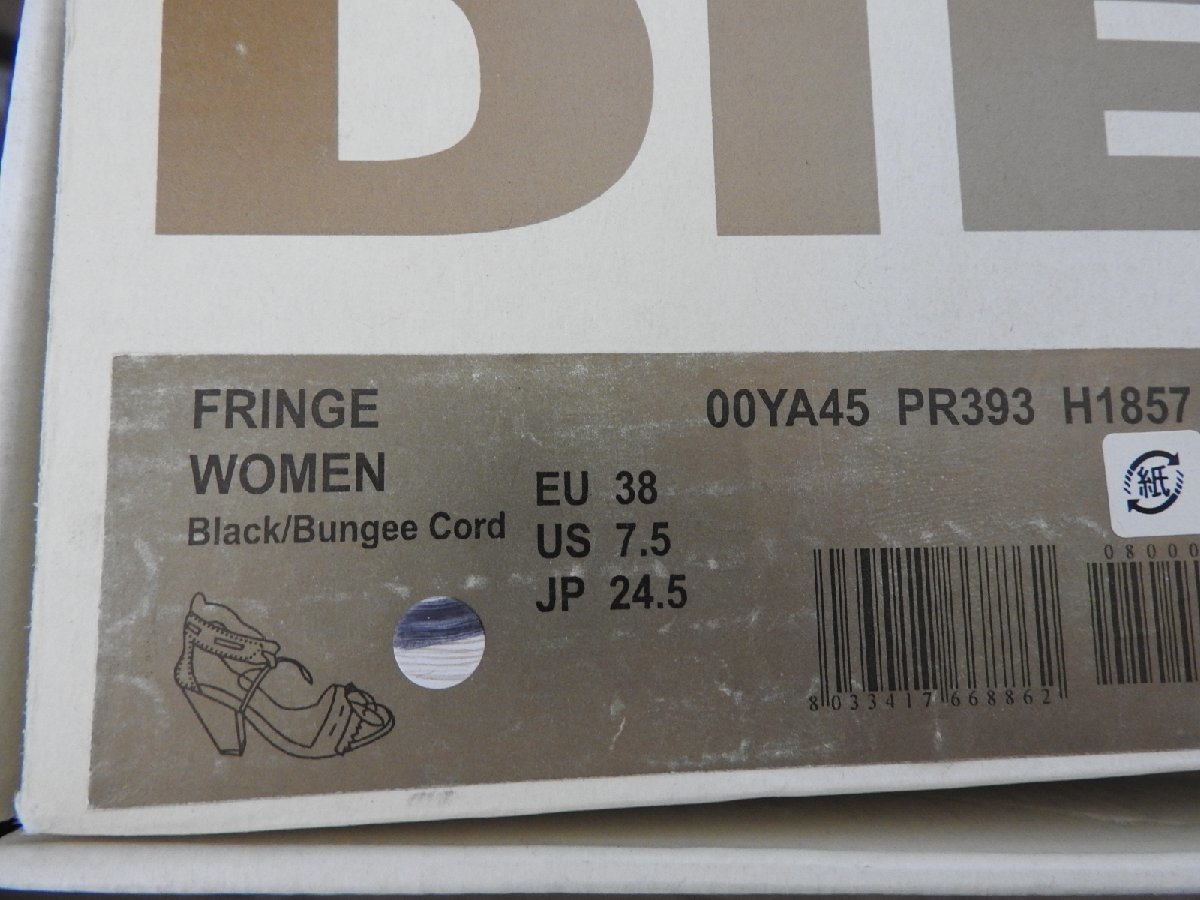 DIE
FRINGE
WOMEN
Black/Bungee Cord
EU 38
US 7.5
JP 24.5
00YA45 PR393 H1857
紙
8 033417 668862
08000